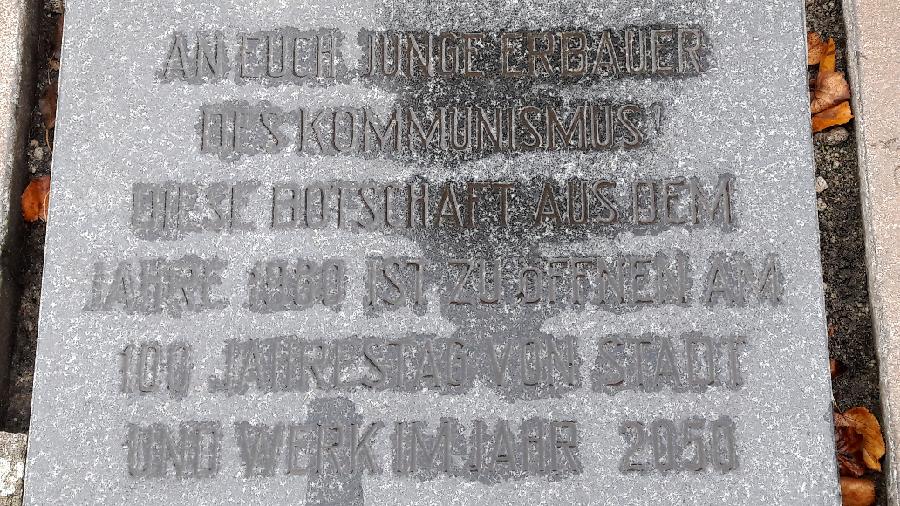 AN EUCH JUNGE ERBAUER
DES KOMMUNISMUS!
DIESE BOTSCHAFT AUS DEM
JAHRE 1980 IST ZU ÖFFNEN AM
100 JAHRESTAG VON STADT
UND WERK IM JAHR 2050